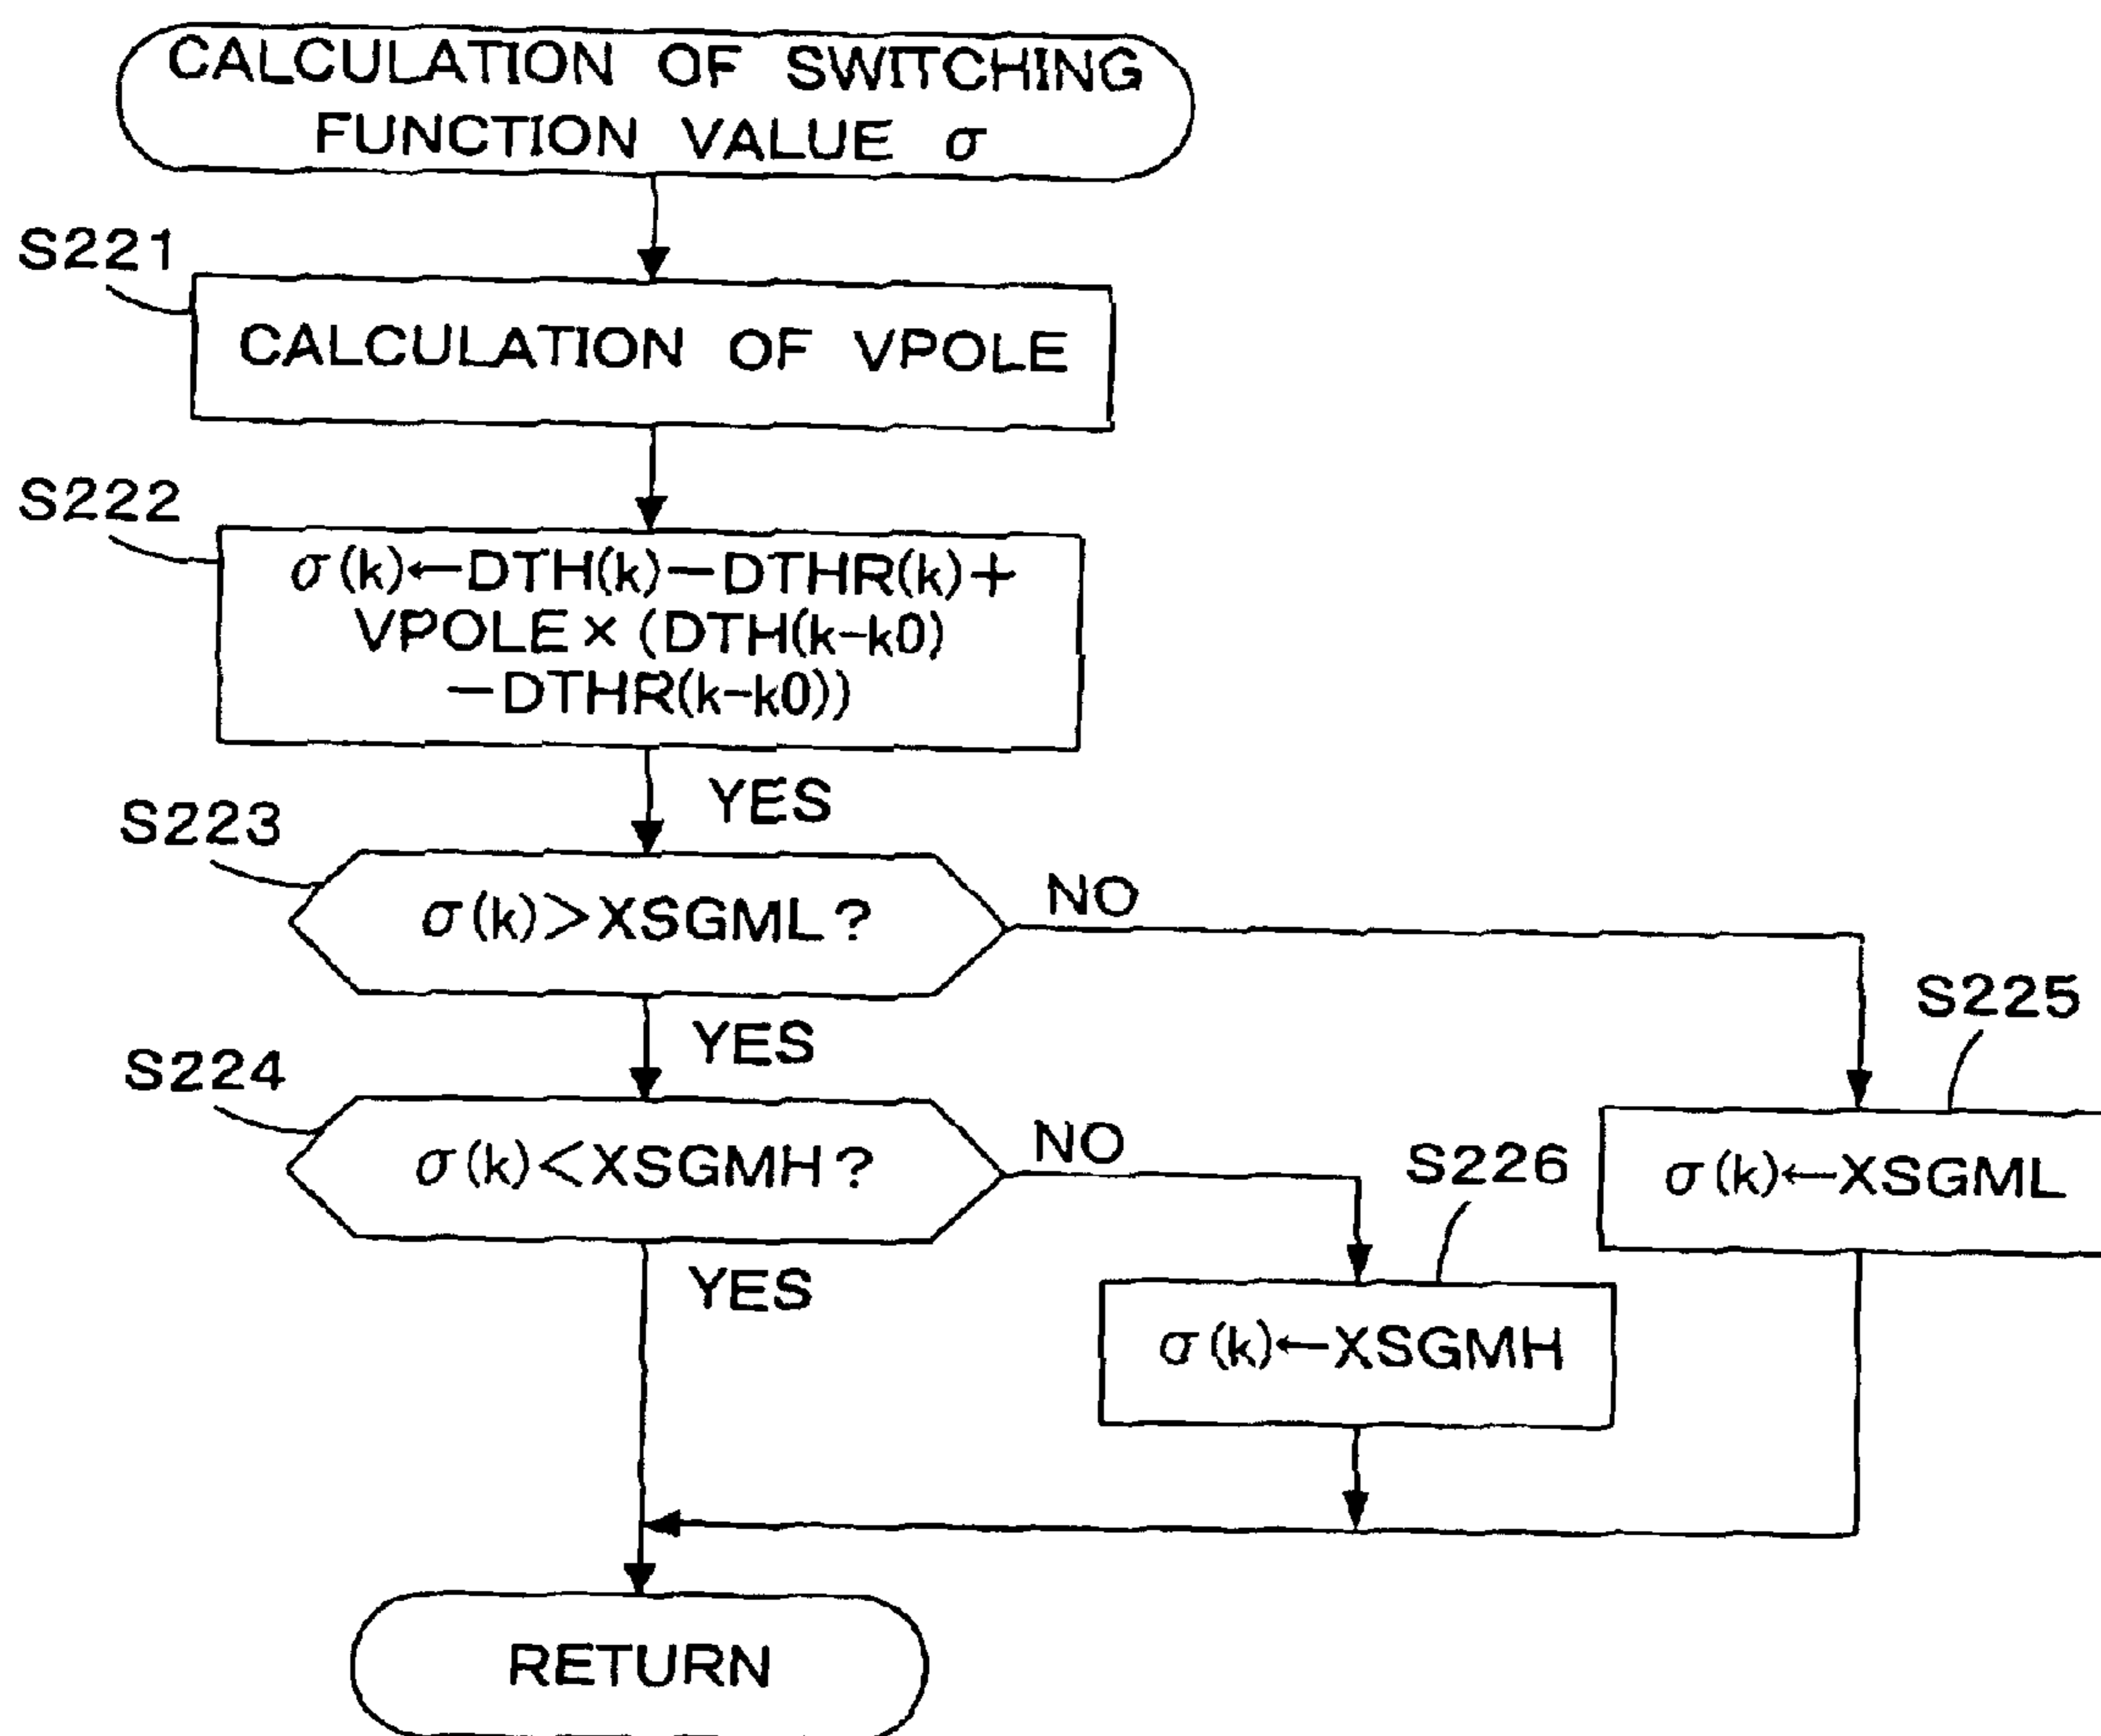 CALCULATION OF SWITCHING
FUNCTION VALUE σ
S221
CALCULATION OF VPOLE
S222
σ(k)←DTH(k)−DTHR(k)+
VPOLE×(DTH(k-k0)
−DTHR(k-k0))
YES
S223
σ(k)>XSGML?
NO
YES
S224
σ(k)<XSGMH?
NO
YES
S225
σ(k)←XSGML
S226
σ(k)←XSGMH
RETURN